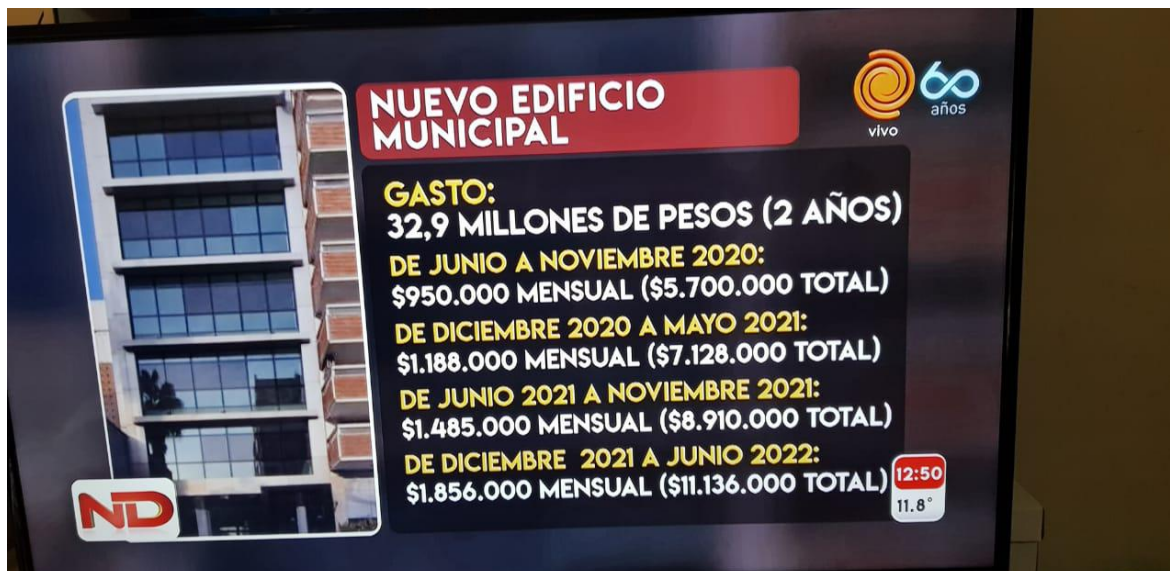 NUEVO EDIFICIO
MUNICIPAL
60
años
vivo
GASTO:
32,9 MILLONES DE PESOS (2 AÑOS)
DE JUNIO A NOVIEMBRE 2020:
$950.000 MENSUAL ($5.700.000 TOTAL)
DE DICIEMBRE 2020 A MAYO 2021:
$1.188.000 MENSUAL ($7.128.000 TOTAL)
DE JUNIO 2021 A NOVIEMBRE 2021:
$1.485.000 MENSUAL ($8.910.000 TOTAL)
DE DICIEMBRE 2021 A JUNIO 2022:
$1.856.000 MENSUAL ($11.136.000 TOTAL)
12:50
11.8°
ND